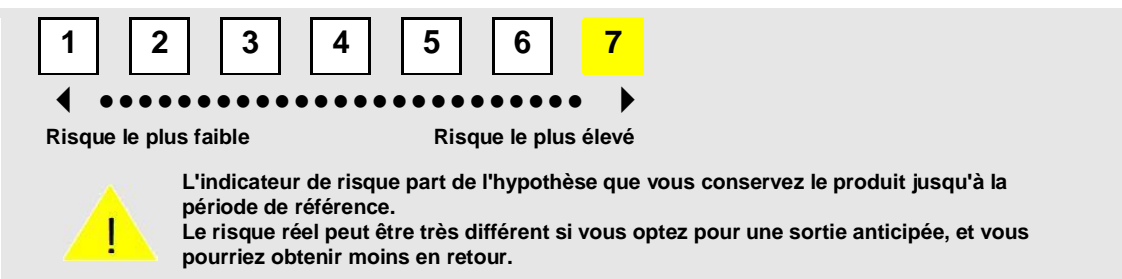 1 2 3 4 5 6 7
Risque le plus faible Risque le plus élevé
L'indicateur de risque part de l'hypothèse que vous conservez le produit jusqu'à la
période de référence.
! Le risque réel peut être très différent si vous optez pour une sortie anticipée, et vous
pourriez obtenir moins en retour.